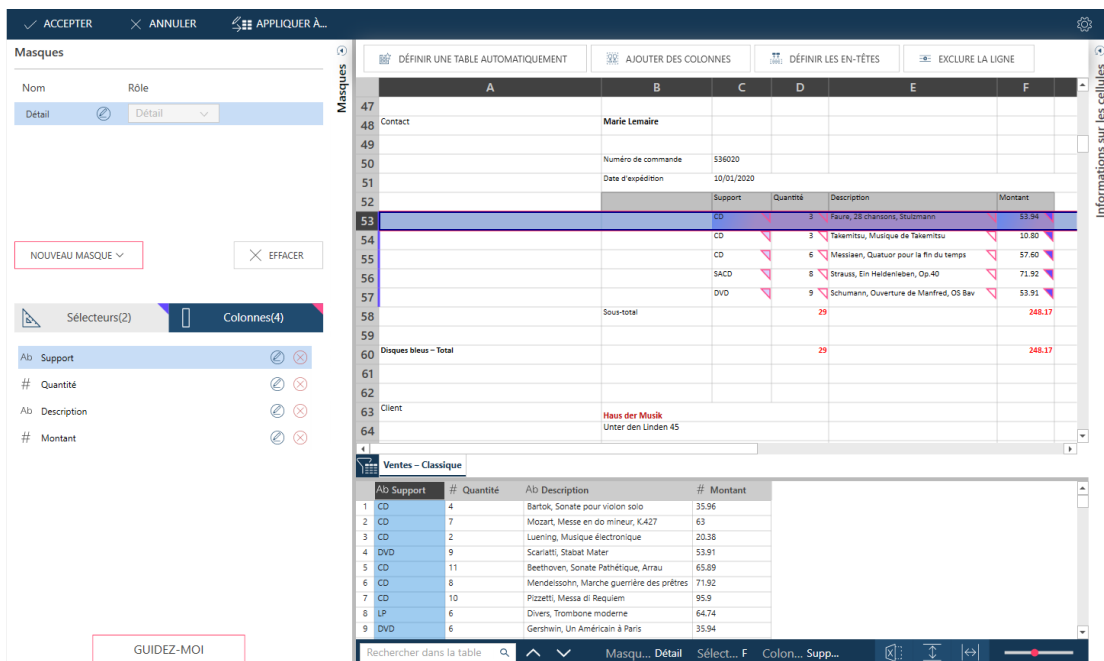 ACCEPTER ANNULER APPLIQUER À...
Masques
Nom Rôle
Détail Détail
NOUVEAU MASQUE EFFACER
Sélecteurs(2) Colonnes(4)
Ab Support
# Quantité
Ab Description
# Montant
GUIDEZ-MOI
Masques
DÉFINIR UNE TABLE AUTOMATIQUEMENT AJOUTER DES COLONNES DÉFINIR LES EN-TÊTES EXCLURE LA LIGNE
A B C D E F
47
48 Contact Marie Lemaire
49
50 Numéro de commande 536020
51 Date d'expédition 10/01/2020
52 Support Quantité Description Montant
53 CD 3 Faure, 28 chansons, Stulzmann 53.94
54 CD 3 Takemitsu, Musique de Takemitsu 10.80
55 CD 6 Messiaen, Quatuor pour la fin du temps 57.60
56 SACD 8 Strauss, Ein Heldenleben, Op.40 71.92
57 DVD 9 Schumann, Ouverture de Manfred, OS Bav 53.91
58 Sous-total 29 248.17
59
60 Disques bleus – Total 29 248.17
61
62
63 Client Haus der Musik
64 Unter den Linden 45
Ventes – Classique
Ab Support # Quantité Ab Description # Montant
1 CD 4 Bartok, Sonate pour violon solo 35.96
2 CD 7 Mozart, Messe en do mineur, K.427 63
3 CD 2 Luening, Musique électronique 20.38
4 DVD 9 Scarlatti, Stabat Mater 53.91
5 CD 11 Beethoven, Sonate Pathétique, Arrau 65.89
6 CD 8 Mendelssohn, Marche guerrière des prêtres 71.92
7 CD 10 Pizzetti, Messa di Requiem 95.9
8 LP 6 Divers, Trombone moderne 64.74
9 DVD 6 Gershwin, Un Américain à Paris 35.94
Rechercher dans la table Masqu... Détail Sélect... F Colon... Supp...
Informations sur les cellules